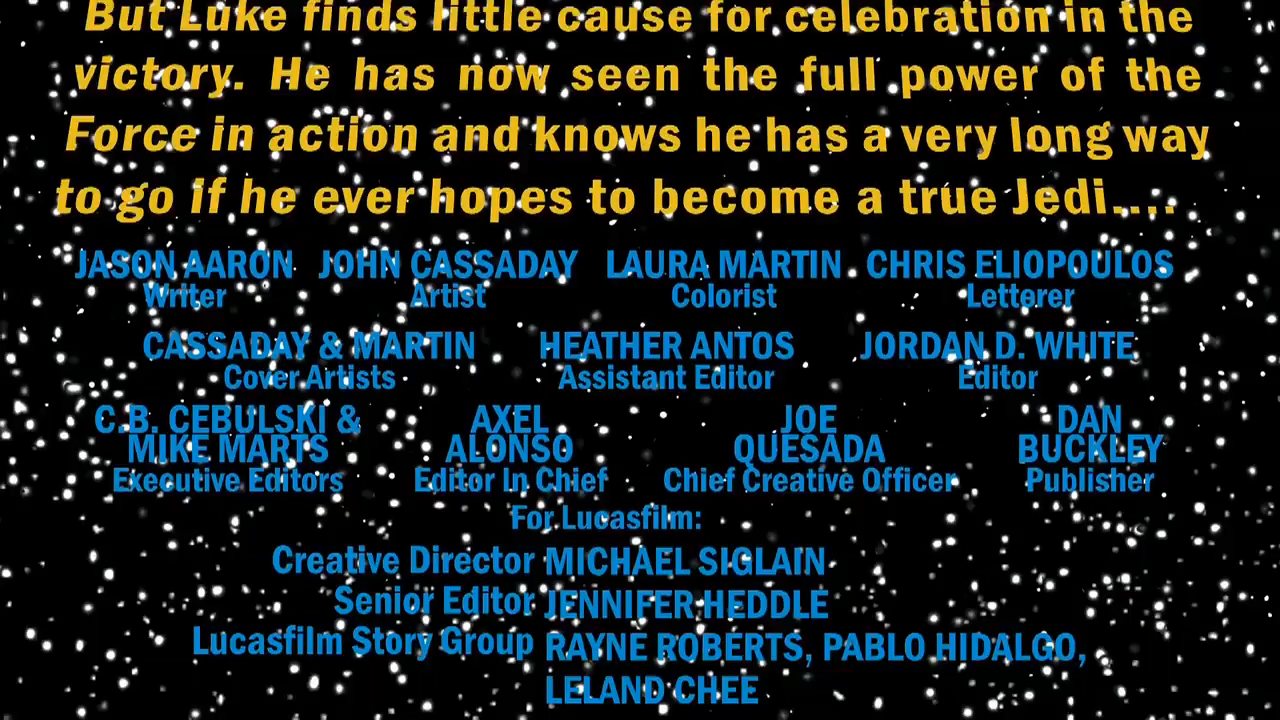 But Luke finds little cause for celebration in the
victory. He has now seen the full power of the
Force in action and knows he has a very long way
to go if he ever hopes to become a true Jedi....
JASON AARON JOHN CASSADAY LAURA MARTIN CHRIS ELIOPOULOS
Writer Artist Colorist Letterer
CASSADAY & MARTIN HEATHER ANTOS JORDAN D. WHITE
Cover Artists Assistant Editor Editor
C.B. CEBULSKI & AXEL JOE DAN
MIKE MARTS ALONSO QUESADA BUCKLEY
Executive Editors Editor In Chief Chief Creative Officer Publisher
For Lucasfilm:
Creative Director MICHAEL SIGLAIN
Senior Editor JENNIFER HEDDLE
Lucasfilm Story Group RAYNE ROBERTS, PABLO HIDALGO,
LELAND CHEE